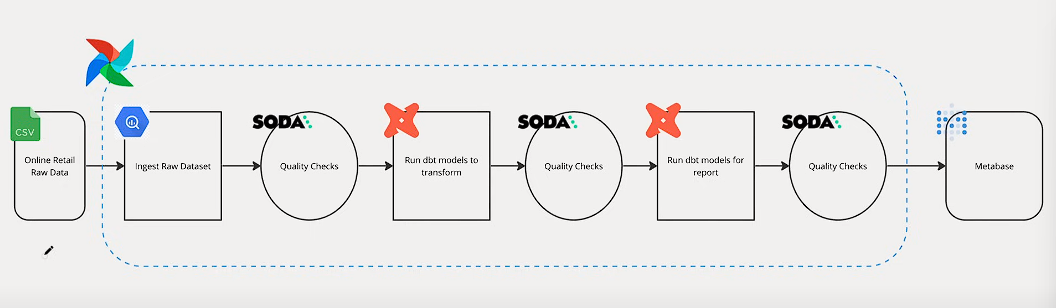 CSV
Online Retail
Raw Data
Ingest Raw Dataset
SODA
Quality Checks
Run dbt models to
transform
SODA
Quality Checks
Run dbt models for
report
SODA
Quality Checks
Metabase